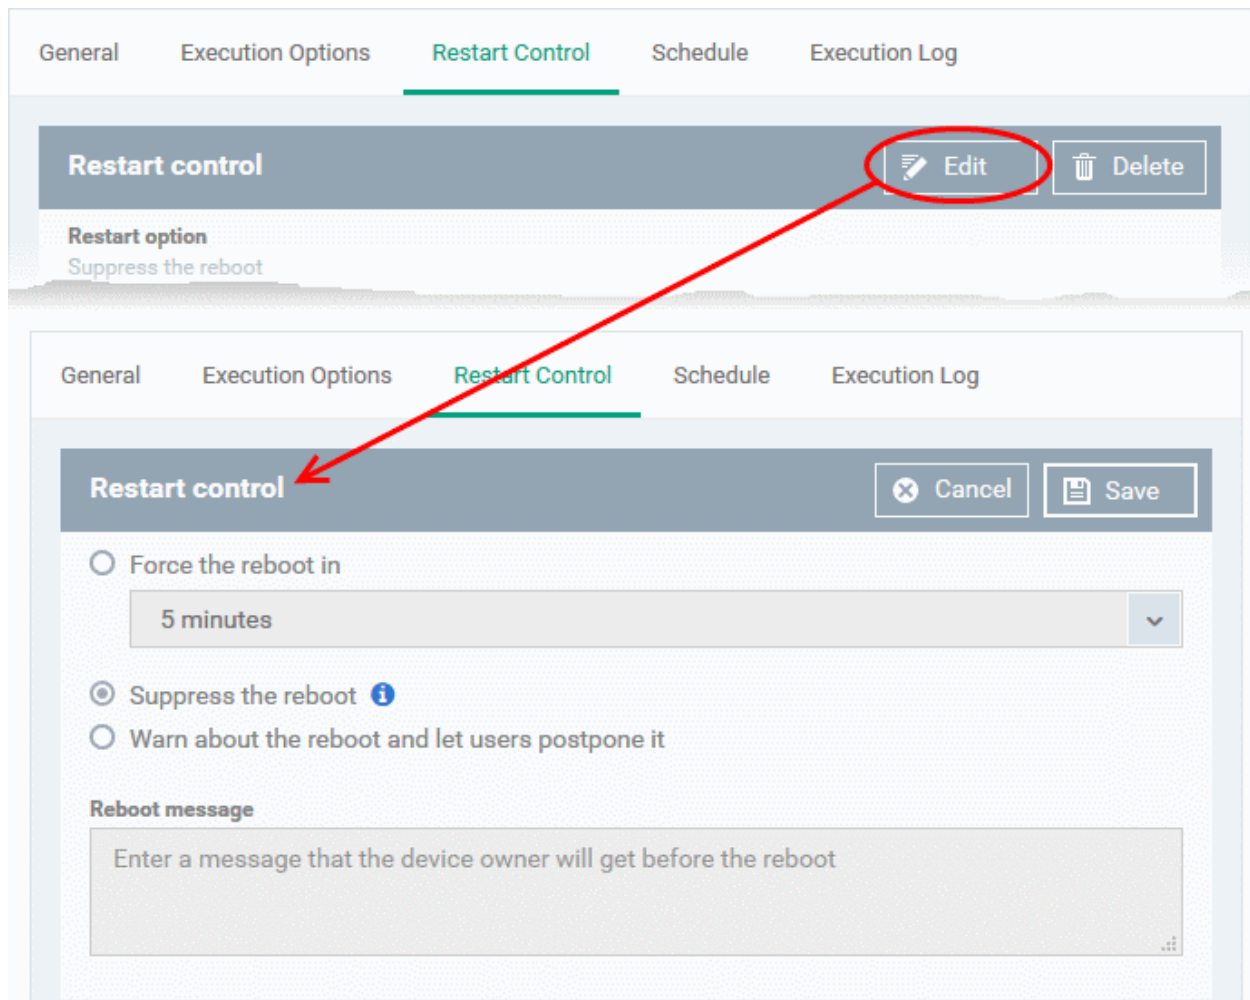 General Execution Options Restart Control Schedule Execution Log
Restart control Edit Delete
Restart option
Suppress the reboot
General Execution Options Restart Control Schedule Execution Log
Restart control Cancel Save
Force the reboot in
5 minutes
Suppress the reboot
Warn about the reboot and let users postpone it
Reboot message
Enter a message that the device owner will get before the reboot